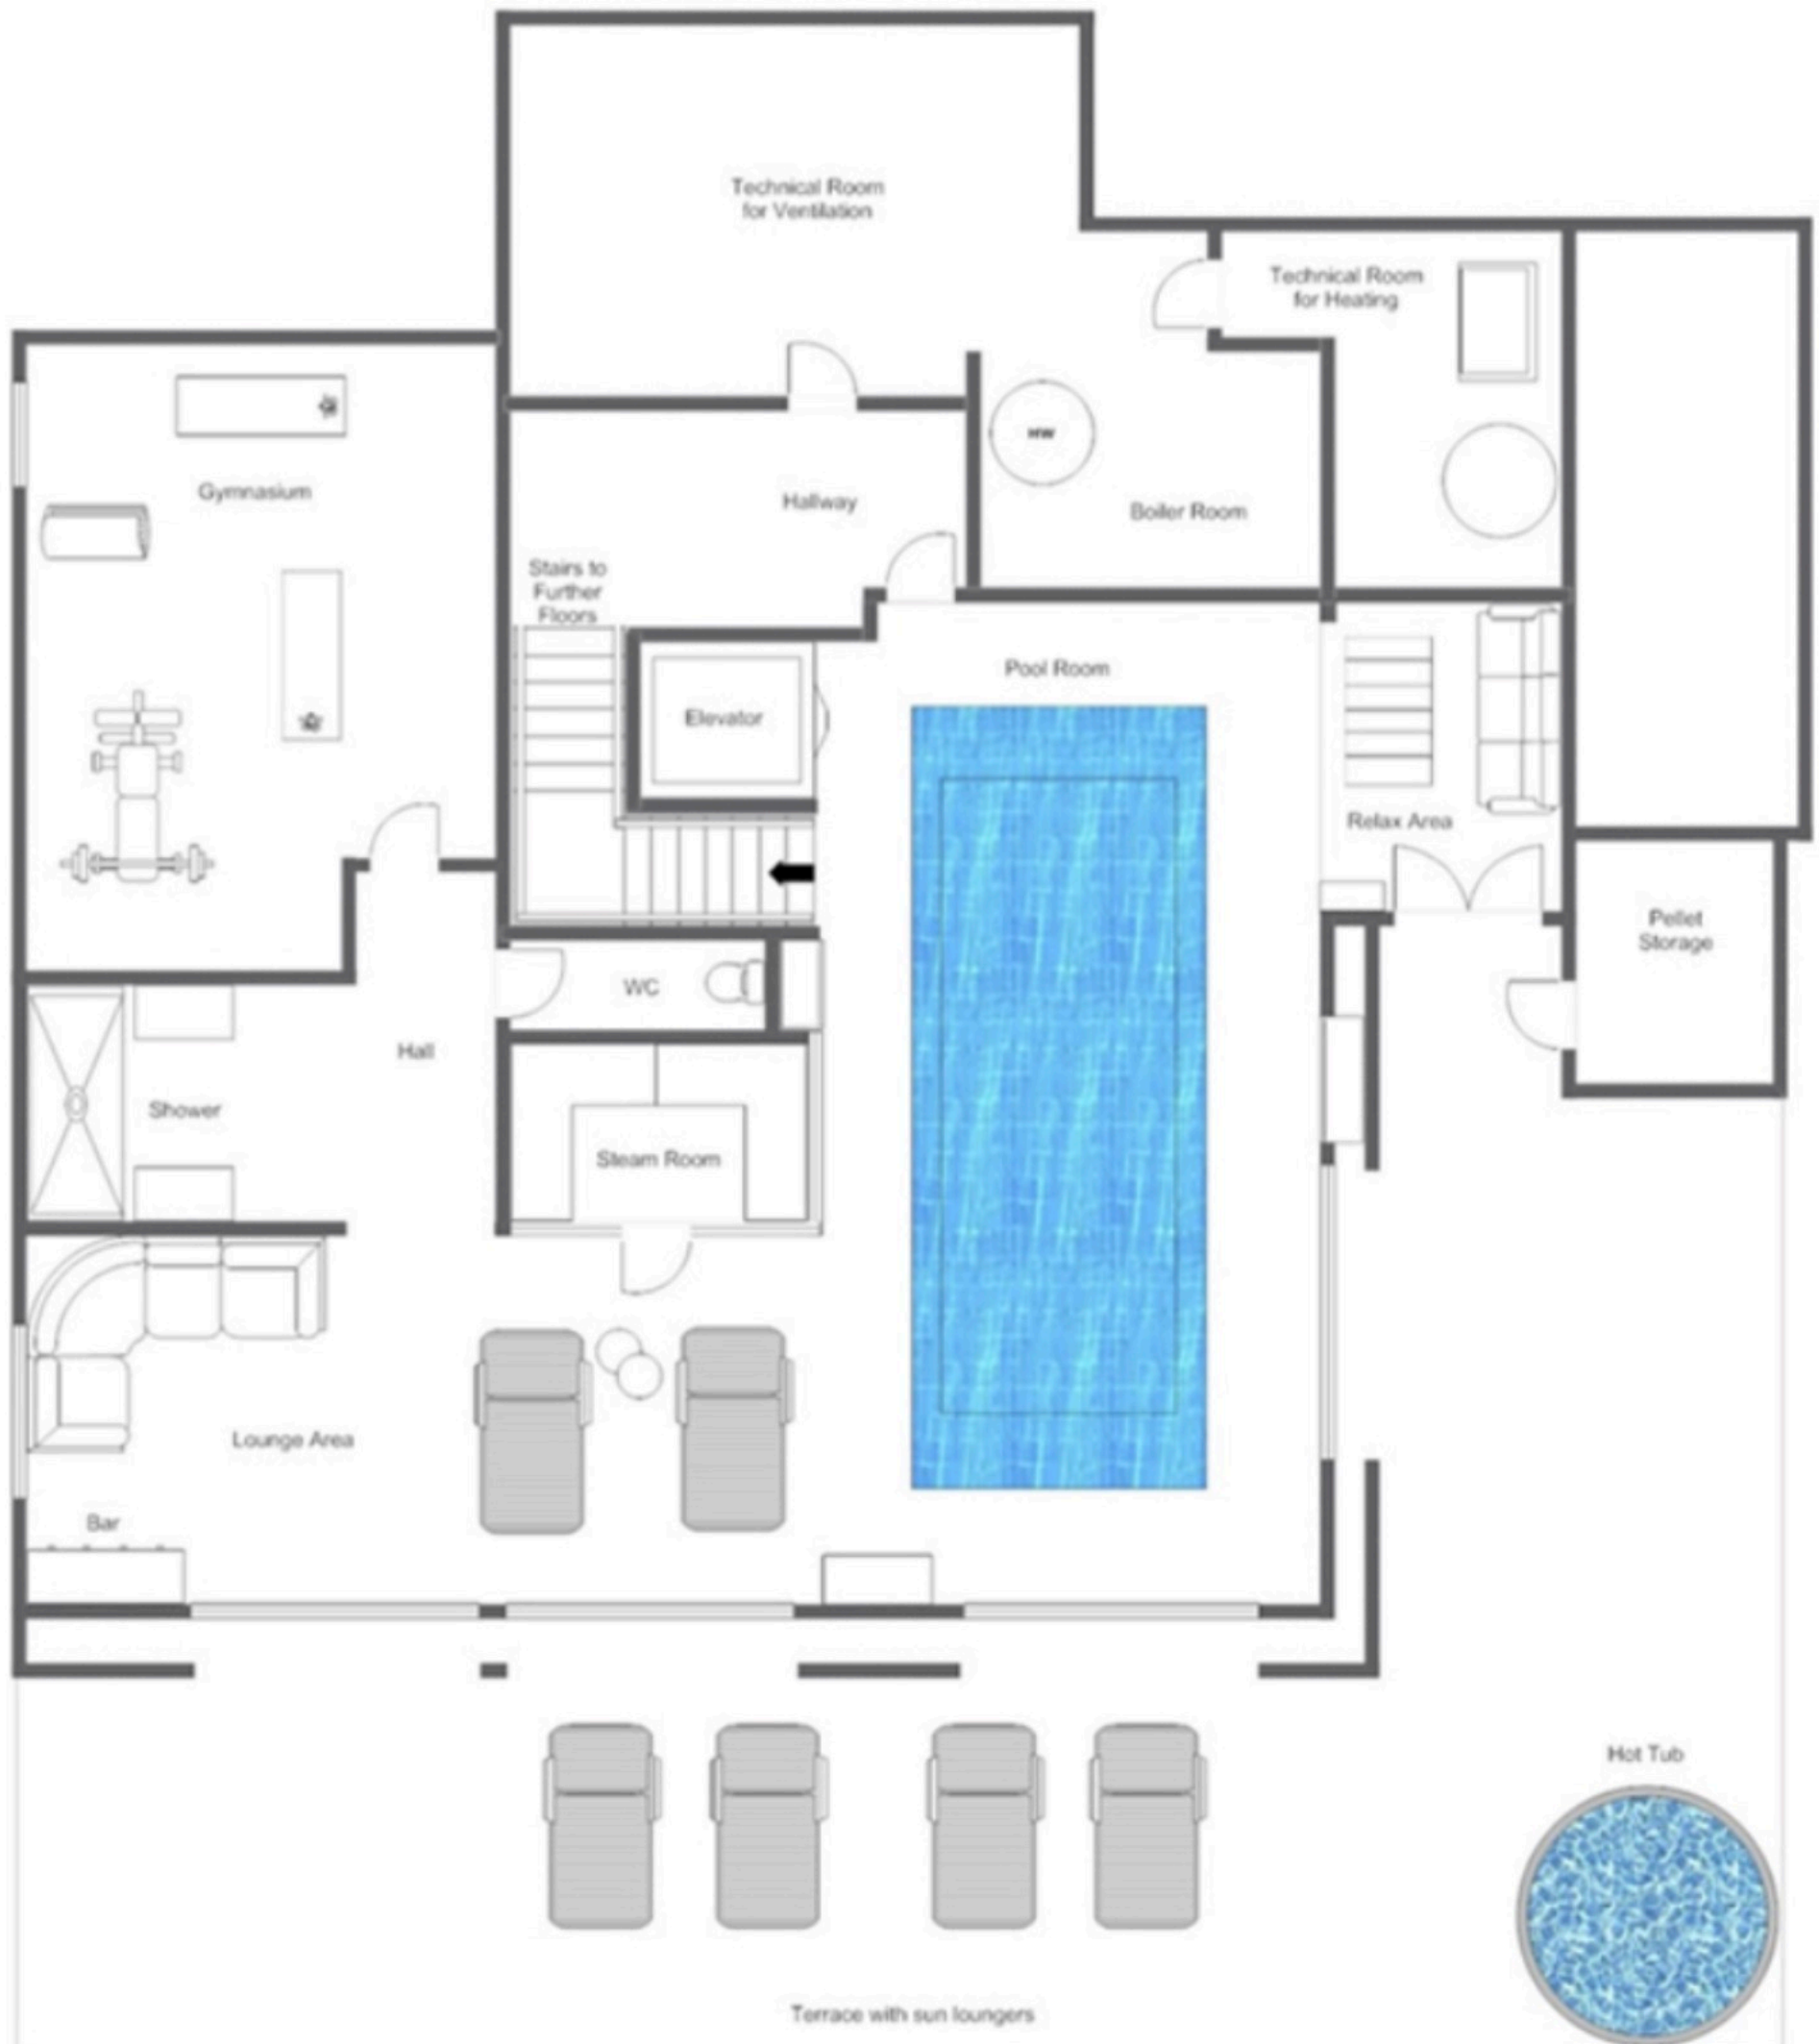 Technical Room
for Ventilation
Technical Room
for Heating
HW
Gymnasium
Hallway
Boiler Room
Stairs to
Further
Floors
Pool Room
Elevator
Relax Area
Pellet
Storage
WC
Hall
Shower
Steam Room
Lounge Area
Bar
Hot Tub
Terrace with sun loungers